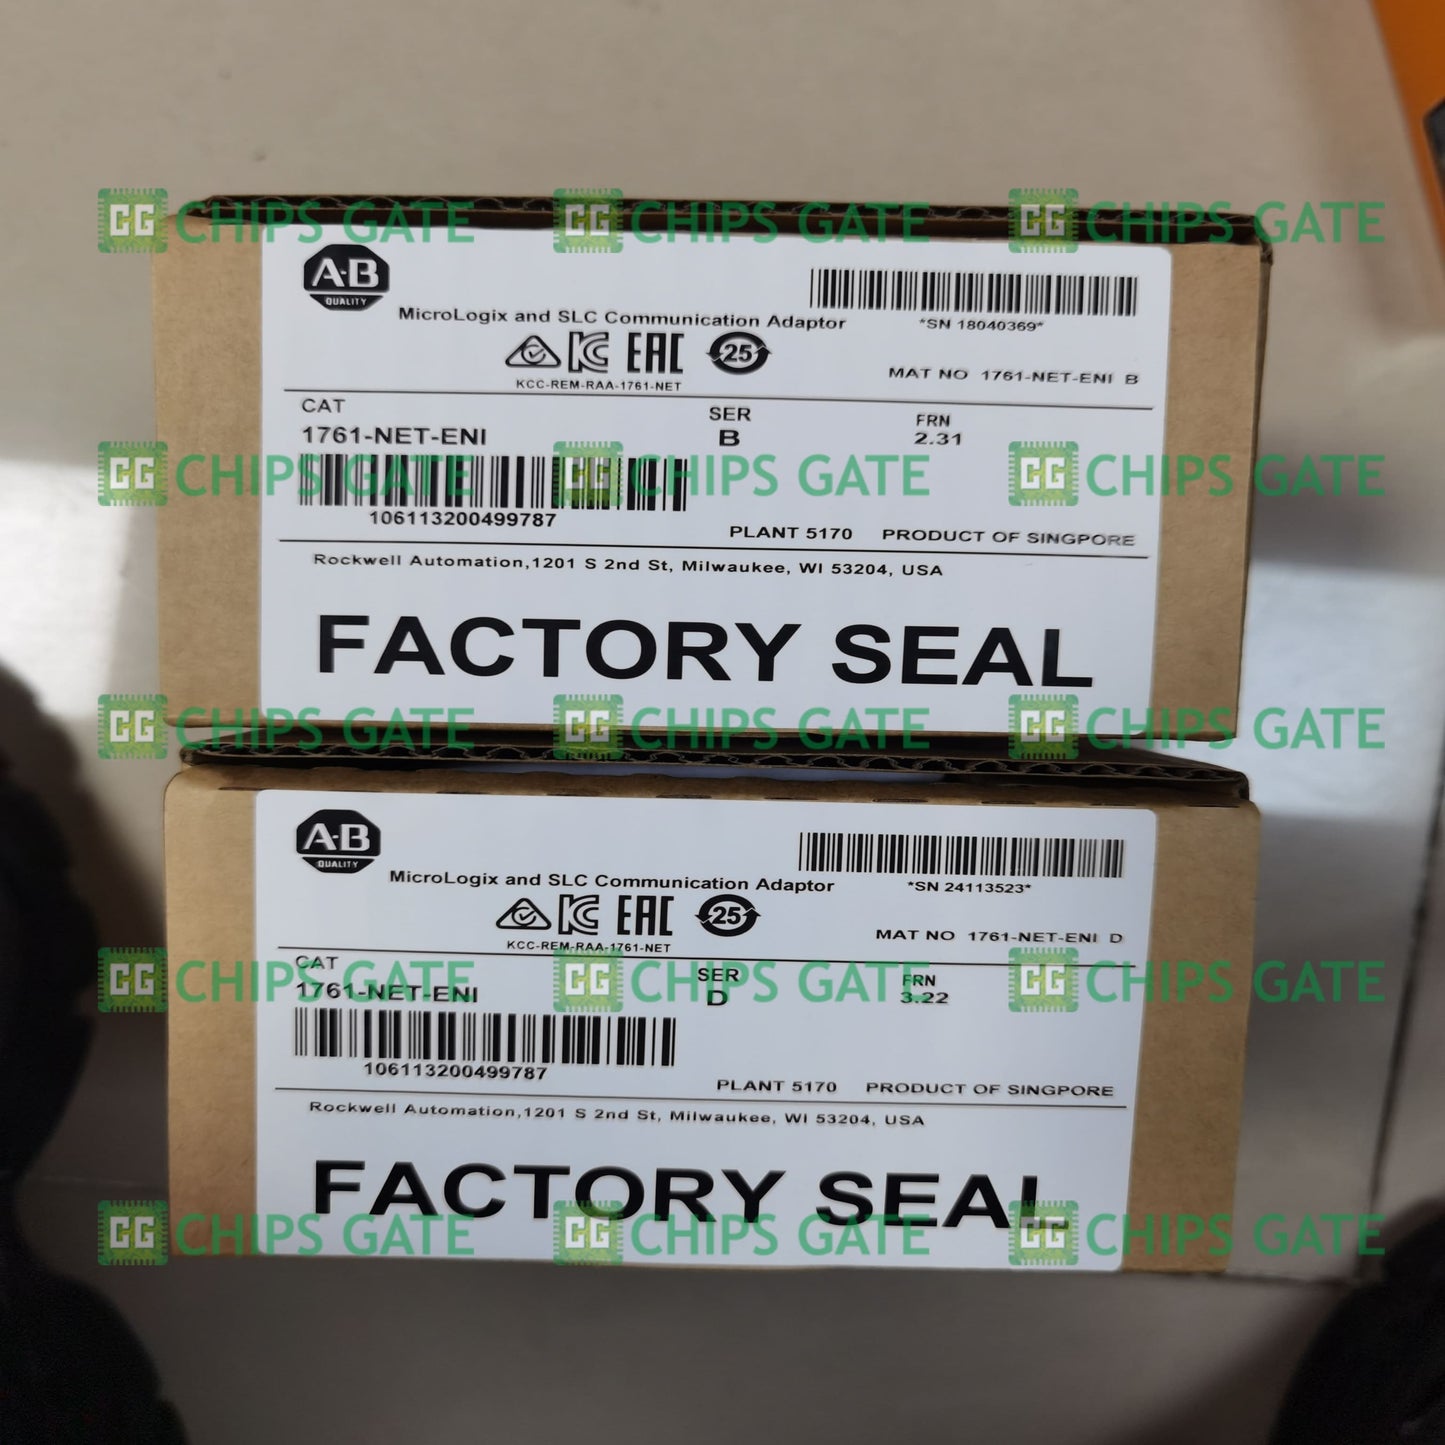 CG CHIPS GATE CG CHIPS GATE CG CHIPS GATE
A-B
QUALITY
MicroLogix and SLC Communication Adaptor
*SN 18040369*
KC EAC 25
KCC-REM-RAA-1761-NET
MAT NO 1761-NET-ENI B
CAT
1761-NET-ENI
SER
B
FRN
2.31
CG CHIPS GATE CG CHIPS GATE CG CHIPS GATE
106113200499787
PLANT 5170 PRODUCT OF SINGPORE
Rockwell Automation,1201 S 2nd St, Milwaukee, WI 53204, USA
FACTORY SEAL
CG CHIPS GATE CG CHIPS GATE CG CHIPS GATE
A-B
QUALITY
MicroLogix and SLC Communication Adaptor
*SN 24113523*
KC EAC 25
KCC-REM-RAA-1761-NET
MAT NO 1761-NET-ENI D
CAT
1761-NET-ENI
SER
D
FRN
3.22
CG CHIPS GATE CG CHIPS GATE CG CHIPS GATE
106113200499787
PLANT 5170 PRODUCT OF SINGPORE
Rockwell Automation,1201 S 2nd St, Milwaukee, WI 53204, USA
FACTORY SEAL
CG CHIPS GATE CG CHIPS GATE CG CHIPS GATE